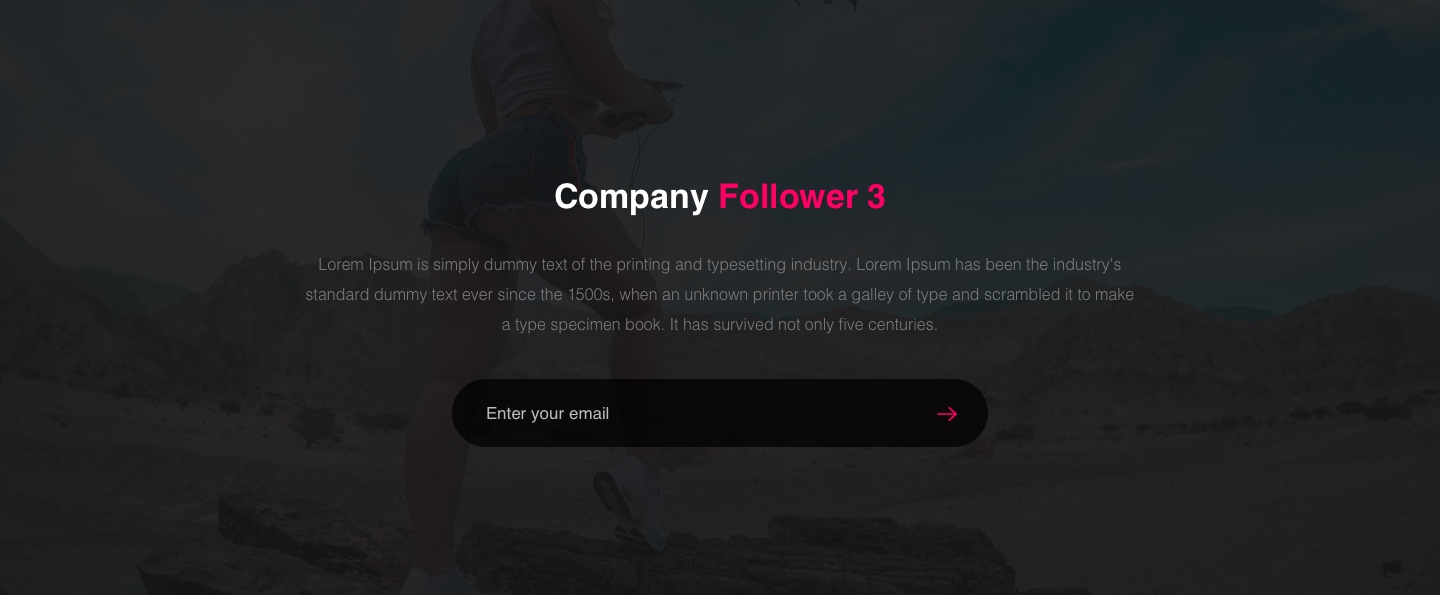 Company Follower 3
Lorem Ipsum is simply dummy text of the printing and typesetting industry. Lorem Ipsum has been the industry's
standard dummy text ever since the 1500s, when an unknown printer took a galley of type and scrambled it to make
a type specimen book. It has survived not only five centuries.
Enter your email